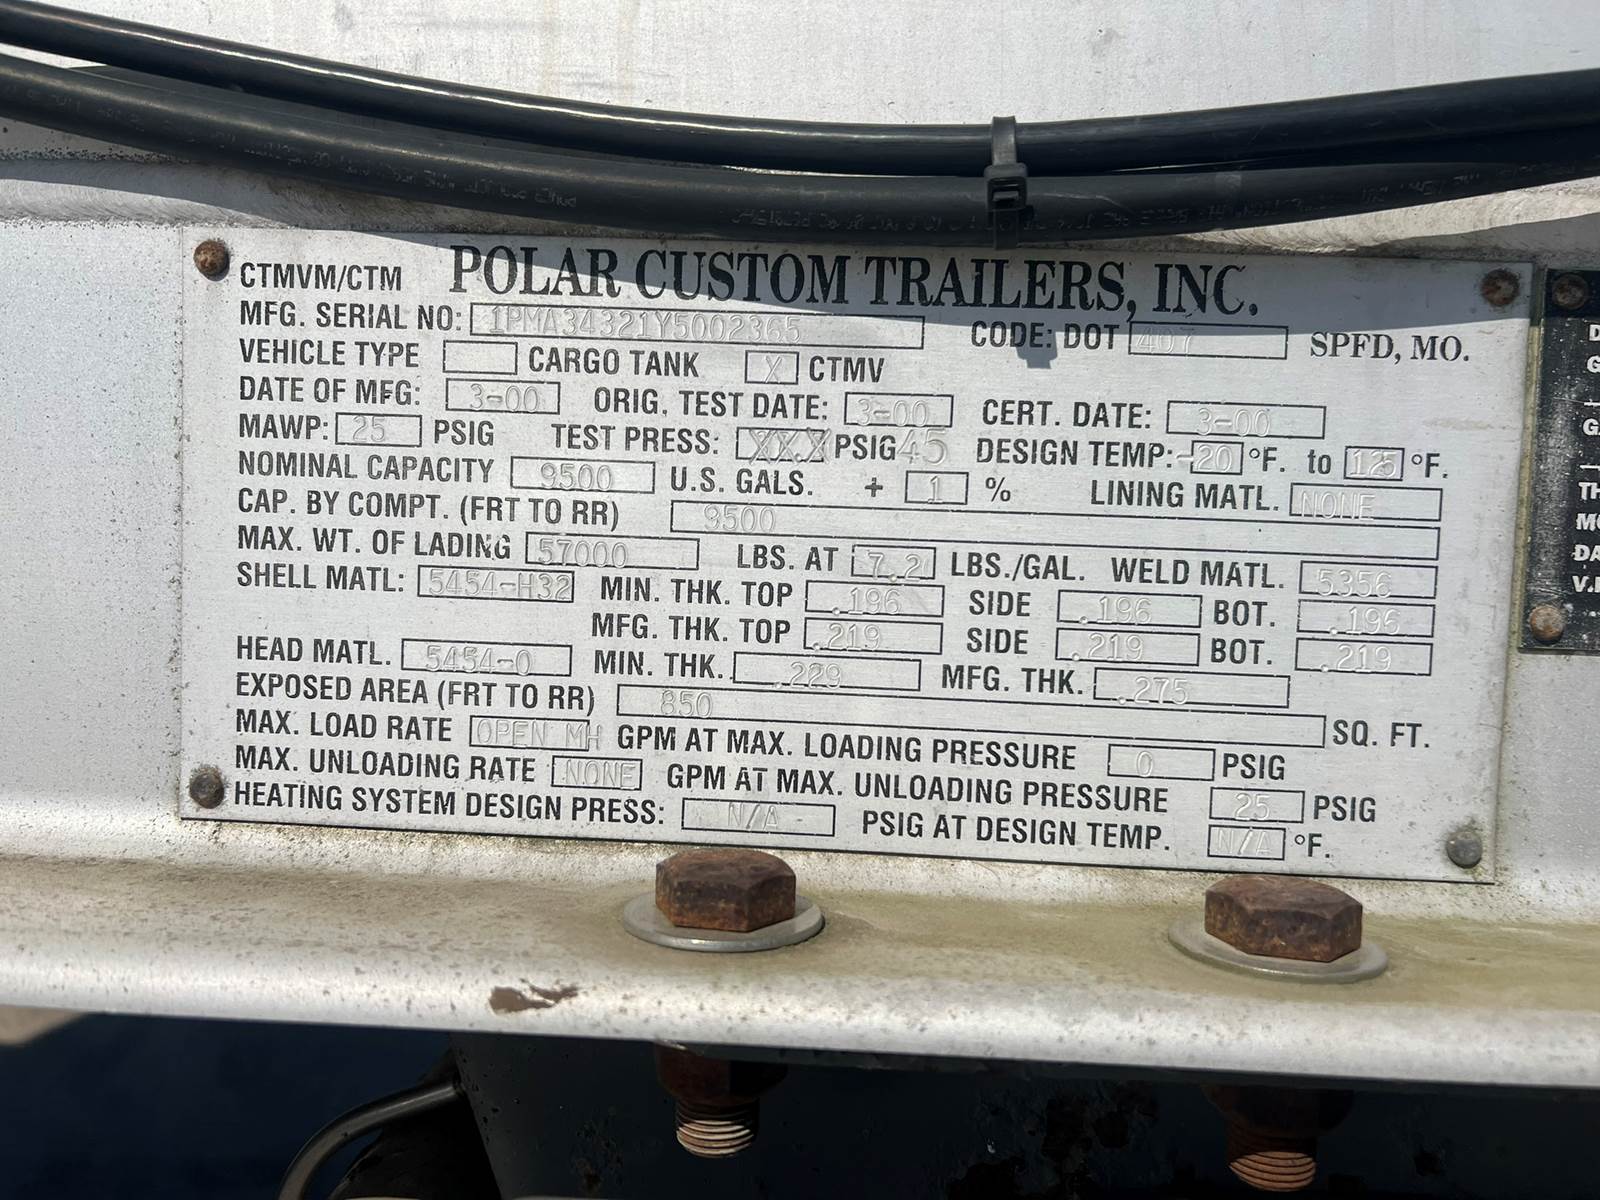 CTMVM/CTM POLAR CUSTOM TRAILERS, INC.
MFG. SERIAL NO: 1PMA34321Y5002365 CODE: DOT 407 SPFD, MO.
VEHICLE TYPE CARGO TANK X CTMV
DATE OF MFG: 3-00 ORIG. TEST DATE: 3-00 CERT. DATE: 3-00
MAWP: 25 PSIG TEST PRESS: XX.X PSIG 45 DESIGN TEMP: -20 °F. to 125 °F.
NOMINAL CAPACITY 9500 U.S. GALS. + 1 % LINING MATL. NONE
CAP. BY COMPT. (FRT TO RR) 9500
MAX. WT. OF LADING 57000 LBS. AT 7.2 LBS./GAL. WELD MATL. 5356
SHELL MATL: 5454-H32 MIN. THK. TOP .196 SIDE .196 BOT. .196
MFG. THK. TOP .219 SIDE .219 BOT. .219
HEAD MATL. 5454-0 MIN. THK. .229 MFG. THK. .275
EXPOSED AREA (FRT TO RR) 850 SQ. FT.
MAX. LOAD RATE OPEN MH GPM AT MAX. LOADING PRESSURE 0 PSIG
MAX. UNLOADING RATE NONE GPM AT MAX. UNLOADING PRESSURE 25 PSIG
HEATING SYSTEM DESIGN PRESS: N/A PSIG AT DESIGN TEMP. N/A °F.